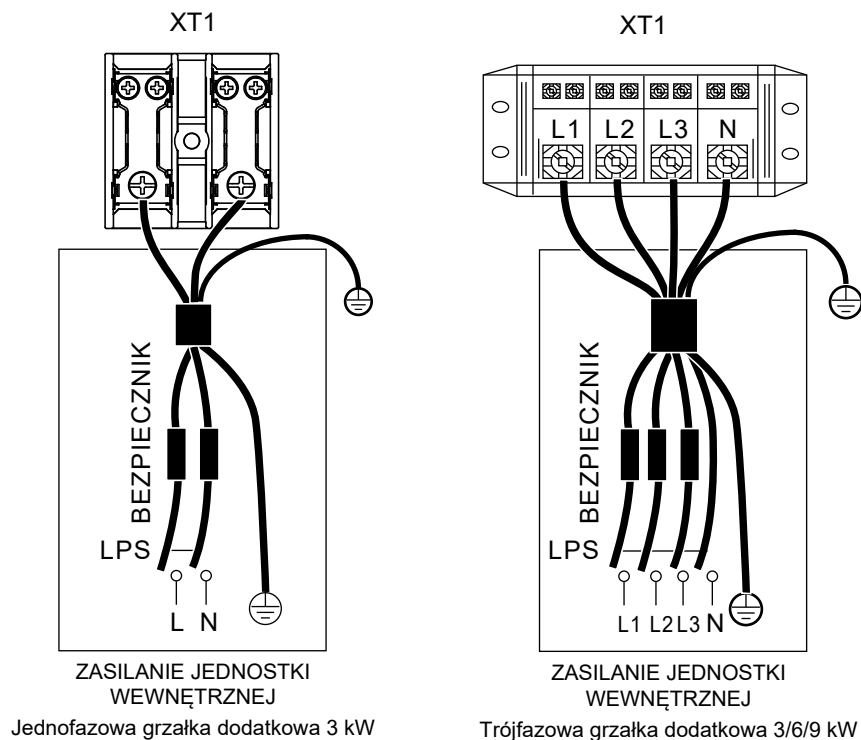 XT1
BEZPIECZNIK
LPS
L N
ZASILANIE JEDNOSTKI
WEWNĘTRZNEJ
Jednofazowa grzałka dodatkowa 3 kW
XT1
L1 L2 L3 N
BEZPIECZNIK
LPS
L1 L2 L3 N
ZASILANIE JEDNOSTKI
WEWNĘTRZNEJ
Trójfazowa grzałka dodatkowa 3/6/9 kW